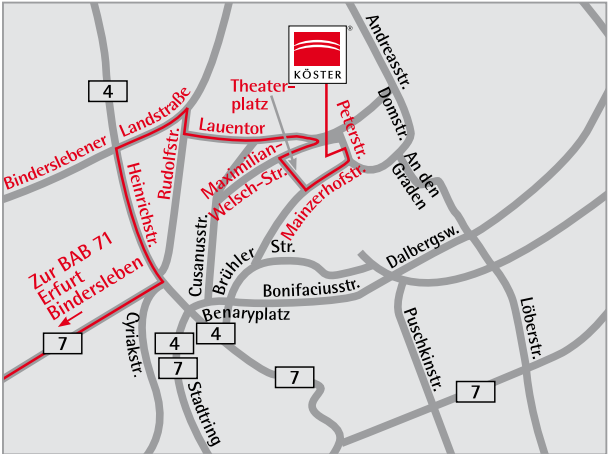 KÖSTER
®
Andreasstr.
4
Landstraße
Theater-
platz
Domstr.
Peterstr.
Lauentor
Binderslebener
Rudolfstr.
Heinrichstr.
Maximilian-
Welsch-Str.
Mainzerhofstr.
An den
Graden
Cusanusstr.
Brühler
Str.
Dalbergsw.
Zur BAB 71
Erfurt
Bindersleben
Bonifaciusstr.
Benaryplatz
Löberstr.
Puschkinstr.
Cyriakstr.
4
7
4
7
7
7
Stadtring